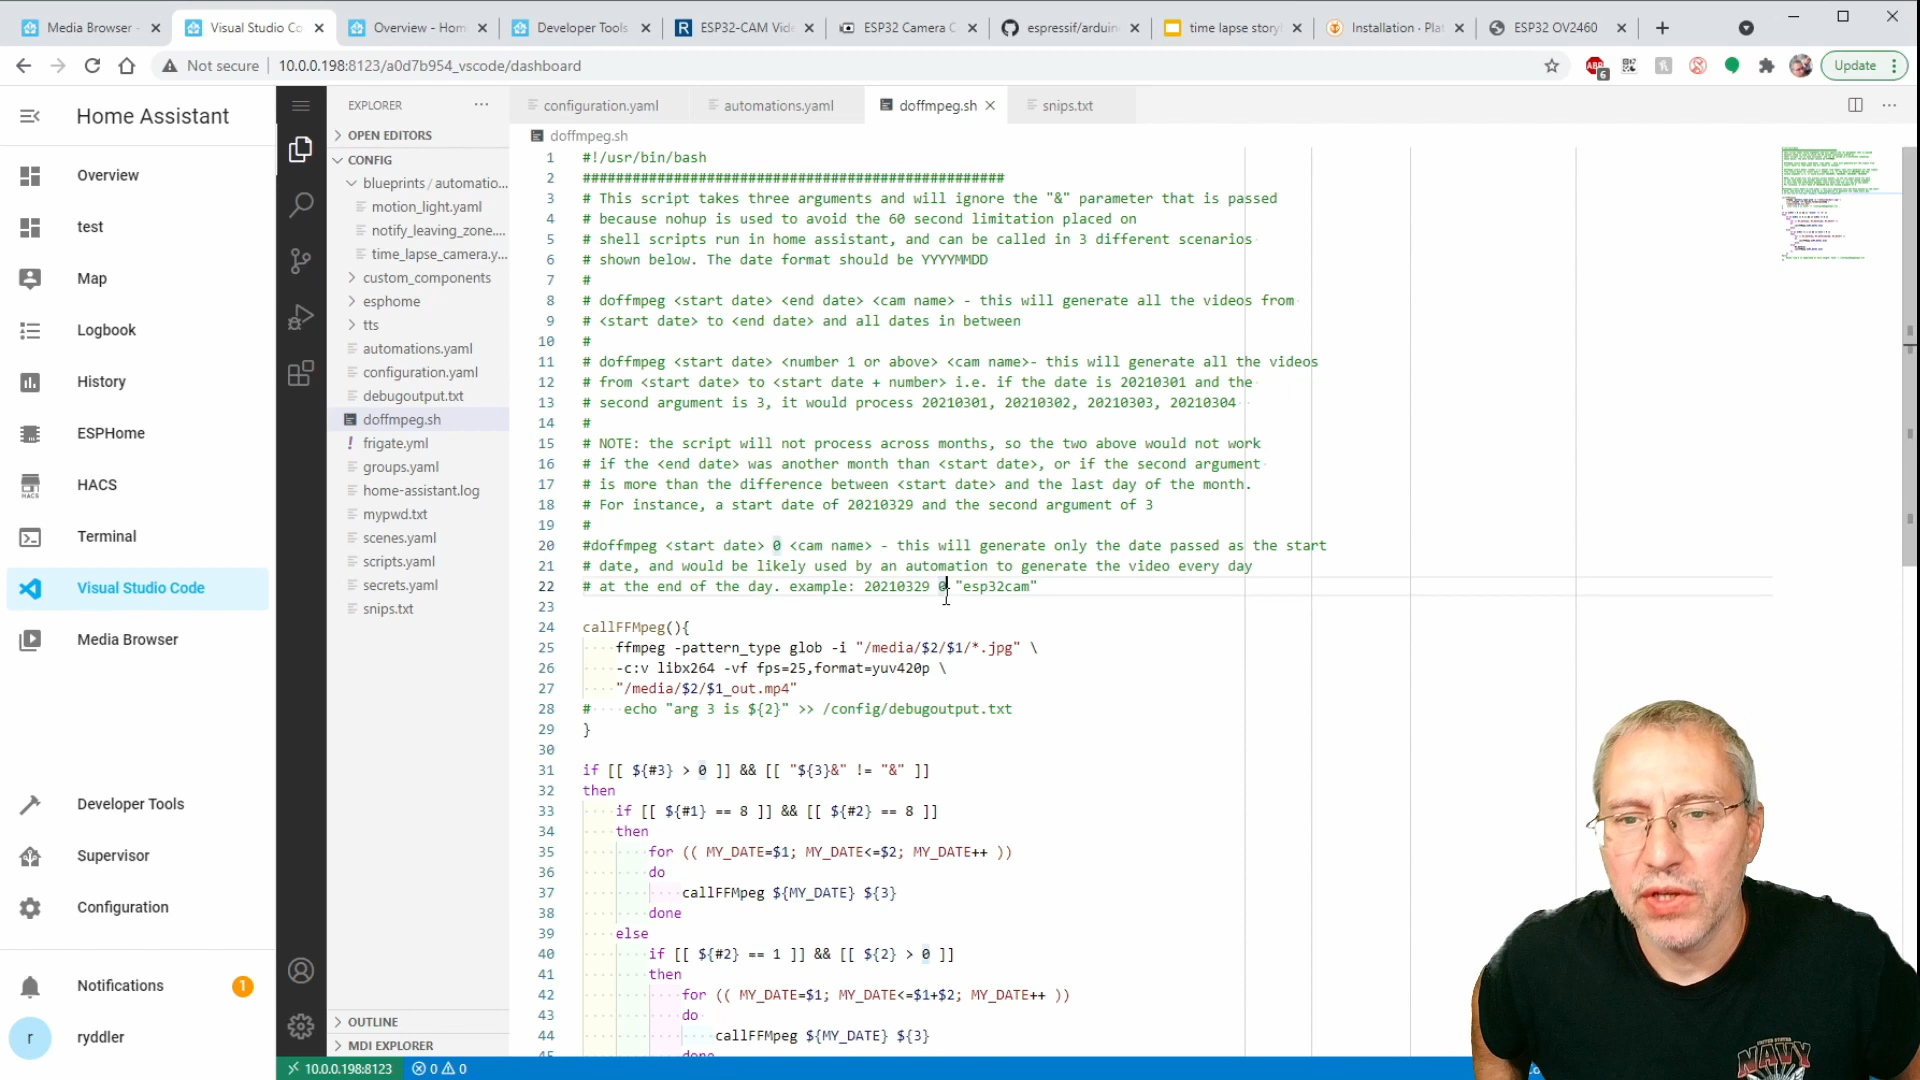 Media Browser -
Visual Studio Co
Overview - Hom
Developer Tools
ESP32-CAM Vid
ESP32 Camera C
espressif/arduin
time lapse story
Installation - Plat
ESP32 OV2460
Not secure
10.0.0.198:8123/a0d7b954_vscode/dashboard
ABP
6
Update
Home Assistant
Overview
test
Map
Logbook
History
ESPHome
HACS
HACS
Terminal
Visual Studio Code
Media Browser
Developer Tools
Supervisor
Configuration
Notifications
1
r
ryddler
EXPLORER
OPEN EDITORS
CONFIG
blueprints / automatio...
motion_light.yaml
notify_leaving_zone....
time_lapse_camera.y...
custom_components
esphome
tts
automations.yaml
configuration.yaml
debugoutput.txt
doffmpeg.sh
! frigate.yml
groups.yaml
home-assistant.log
mypwd.txt
scenes.yaml
scripts.yaml
secrets.yaml
snips.txt
OUTLINE
MDI EXPLORER
configuration.yaml
automations.yaml
doffmpeg.sh
snips.txt
doffmpeg.sh
1 #!/usr/bin/bash
2 ###################################################
3 # This script takes three arguments and will ignore the "&" parameter that is passed
4 # because nohup is used to avoid the 60 second limitation placed on
5 # shell scripts run in home assistant, and can be called in 3 different scenarios
6 # shown below. The date format should be YYYYMMDD
7 #
8 # doffmpeg <start date> <end date> <cam name> - this will generate all the videos from
9 # <start date> to <end date> and all dates in between
10 #
11 # doffmpeg <start date> <number 1 or above> <cam name>- this will generate all the videos
12 # from <start date> to <start date + number> i.e. if the date is 20210301 and the
13 # second argument is 3, it would process 20210301, 20210302, 20210303, 20210304
14 #
15 # NOTE: the script will not process across months, so the two above would not work
16 # if the <end date> was another month than <start date>, or if the second argument
17 # is more than the difference between <start date> and the last day of the month.
18 # For instance, a start date of 20210329 and the second argument of 3
19 #
20 #doffmpeg <start date> 0 <cam name> - this will generate only the date passed as the start
21 # date, and would be likely used by an automation to generate the video every day
22 # at the end of the day. example: 20210329 0 "esp32cam"
23
24 callFFMpeg(){
25 ffmpeg -pattern_type glob -i "/media/$2/$1/*.jpg" \
26 -c:v libx264 -vf fps=25,format=yuv420p \
27 "/media/$2/$1_out.mp4"
28 # echo "arg 3 is ${2}" >> /config/debugoutput.txt
29 }
30
31 if [[ ${#3} > 0 ]] && [[ "${3}&" != "&" ]]
32 then
33 if [[ ${#1} == 8 ]] && [[ ${#2} == 8 ]]
34 then
35 for (( MY_DATE=$1; MY_DATE<=$2; MY_DATE++ ))
36 do
37 callFFMpeg ${MY_DATE} ${3}
38 done
39 else
40 if [[ ${#2} == 1 ]] && [[ ${2} > 0 ]]
41 then
42 for (( MY_DATE=$1; MY_DATE<=$1+$2; MY_DATE++ ))
43 do
44 callFFMpeg ${MY_DATE} ${3}
45 done
10.0.0.198:8123
0
0
UNITED STATES
NAVY